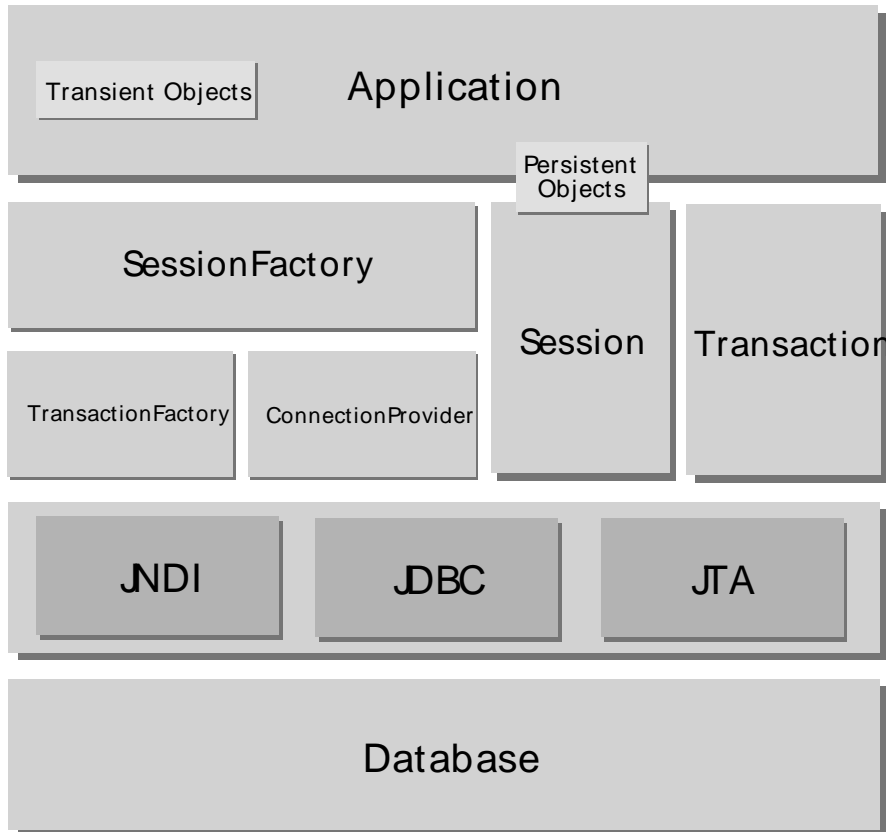 Transient Objects
Application
Persistent
Objects
SessionFactory
Session
Transaction
TransactionFactory
ConnectionProvider
JNDI
JDBC
JTA
Database